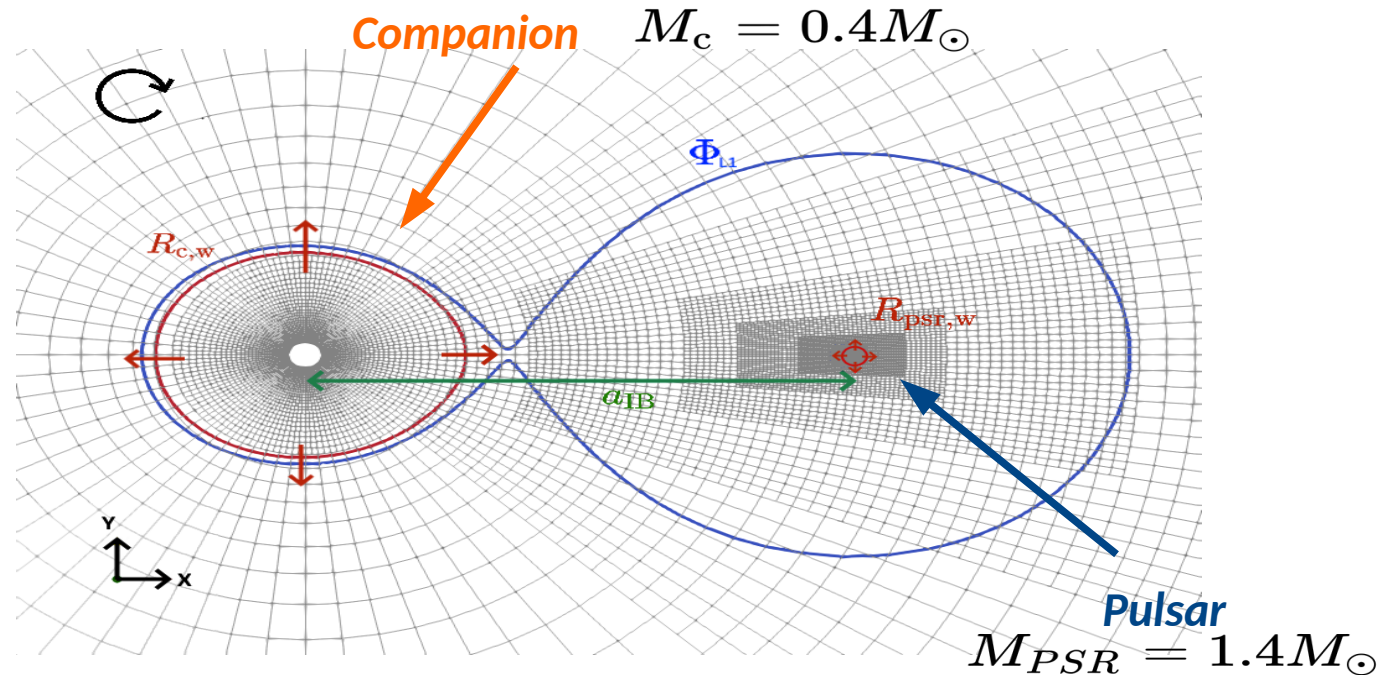 Companion
M_c = 0.4M_⊙
Φ_L1
R_c,w
R_psr,w
a_IB
Y
X
Pulsar
M_PSR = 1.4M_⊙